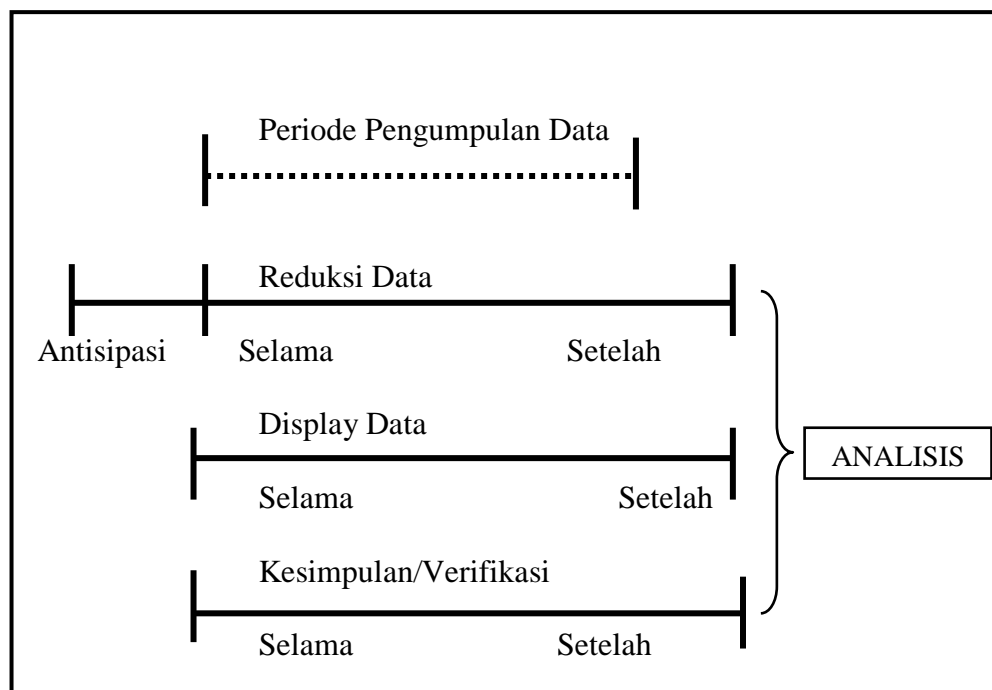 Periode Pengumpulan Data
Reduksi Data
Antisipasi Selama Setelah
Display Data
ANALISIS
Selama Setelah
Kesimpulan/Verifikasi
Selama Setelah